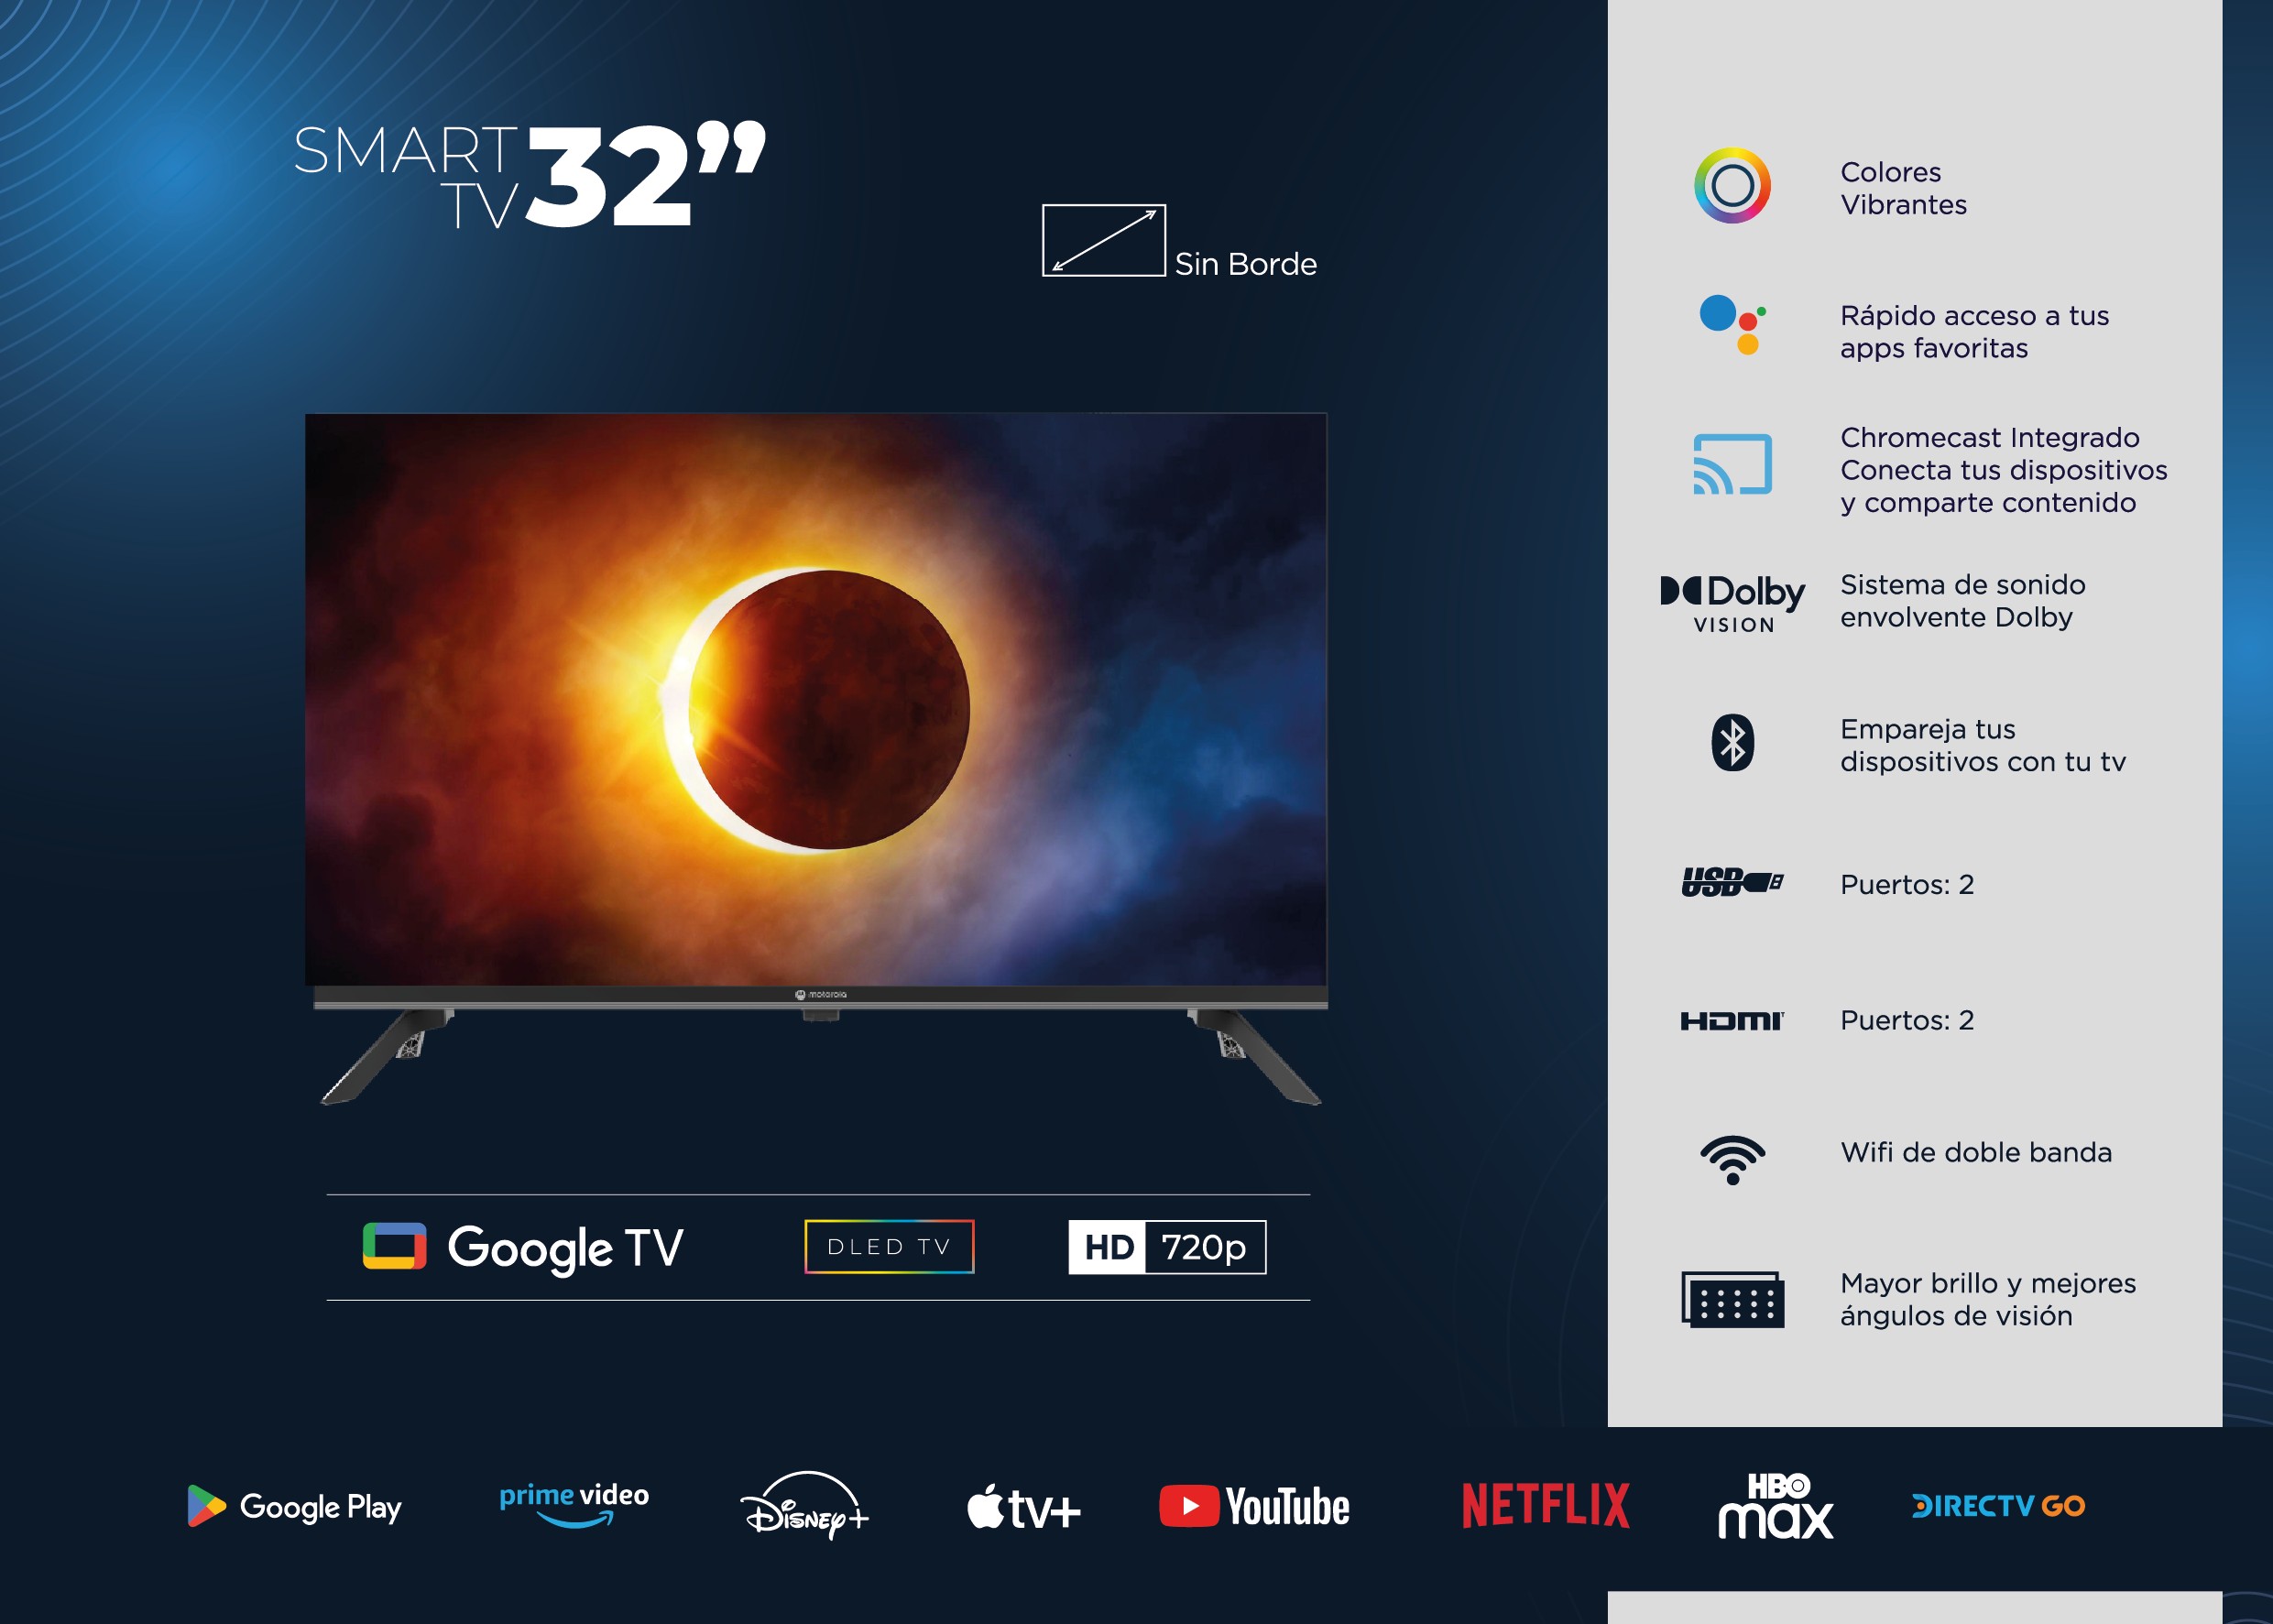 SMART
TV 32”
Sin Borde
motorola
Google TV
DLED TV
HD 720p
Colores
Vibrantes
Rápido acceso a tus
apps favoritas
Chromecast Integrado
Conecta tus dispositivos
y comparte contenido
Dolby
VISION
Sistema de sonido
envolvente Dolby
Empareja tus
dispositivos con tu tv
USB
Puertos: 2
HDMI
Puertos: 2
Wifi de doble banda
Mayor brillo y mejores
ángulos de visión
Google Play
prime video
Disney+
tv+
YouTube
NETFLIX
HBO
max
DIRECTV GO